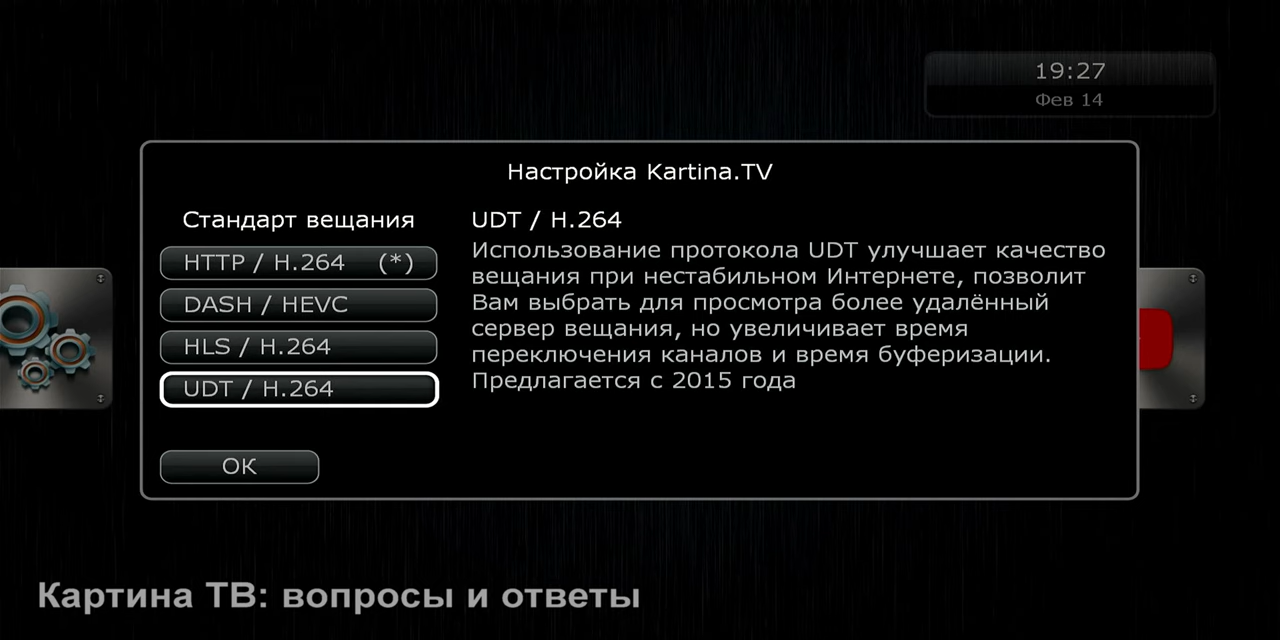 19:27
Фев 14
Настройка Kartina.TV
Стандарт вещания
HTTP / H.264 (*)
DASH / HEVC
HLS / H.264
UDT / H.264
OK
UDT / H.264
Использование протокола UDT улучшает качество
вещания при нестабильном Интернете, позволит
Вам выбрать для просмотра более удалённый
сервер вещания, но увеличивает время
переключения каналов и время буферизации.
Предлагается с 2015 года
Картина ТВ: вопросы и ответы